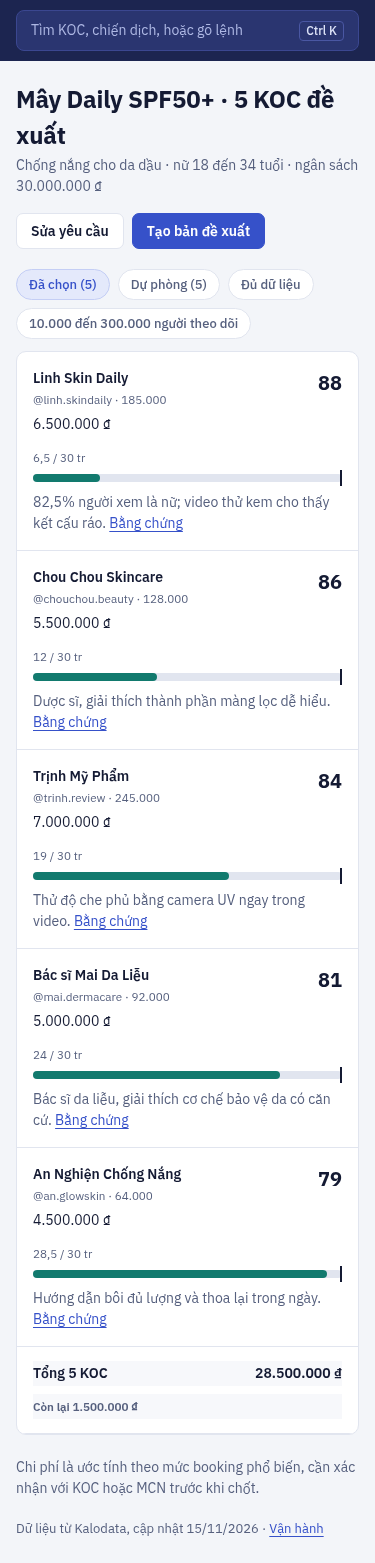 Tìm KOC, chiến dịch, hoặc gõ lệnh
Ctrl K
Mây Daily SPF50+ · 5 KOC đề
xuất
Chống nắng cho da dầu · nữ 18 đến 34 tuổi · ngân sách
30.000.000 ₫
Sửa yêu cầu
Tạo bản đề xuất
Đã chọn (5)
Dự phòng (5)
Đủ dữ liệu
10.000 đến 300.000 người theo dõi
Linh Skin Daily
88
@linh.skindaily · 185.000
6.500.000 ₫
6,5 / 30 tr
82,5% người xem là nữ; video thử kem cho thấy
kết cấu ráo. Bằng chứng
Chou Chou Skincare
86
@chouchou.beauty · 128.000
5.500.000 ₫
12 / 30 tr
Dược sĩ, giải thích thành phần màng lọc dễ hiểu.
Bằng chứng
Trịnh Mỹ Phẩm
84
@trinh.review · 245.000
7.000.000 ₫
19 / 30 tr
Thử độ che phủ bằng camera UV ngay trong
video. Bằng chứng
Bác sĩ Mai Da Liễu
81
@mai.dermacare · 92.000
5.000.000 ₫
24 / 30 tr
Bác sĩ da liễu, giải thích cơ chế bảo vệ da có căn
cứ. Bằng chứng
An Nghiện Chống Nắng
79
@an.glowskin · 64.000
4.500.000 ₫
28,5 / 30 tr
Hướng dẫn bôi đủ lượng và thoa lại trong ngày.
Bằng chứng
Tổng 5 KOC
28.500.000 ₫
Còn lại 1.500.000 ₫
Chi phí là ước tính theo mức booking phổ biến, cần xác
nhận với KOC hoặc MCN trước khi chốt.
Dữ liệu từ Kalodata, cập nhật 15/11/2026 · Vận hành